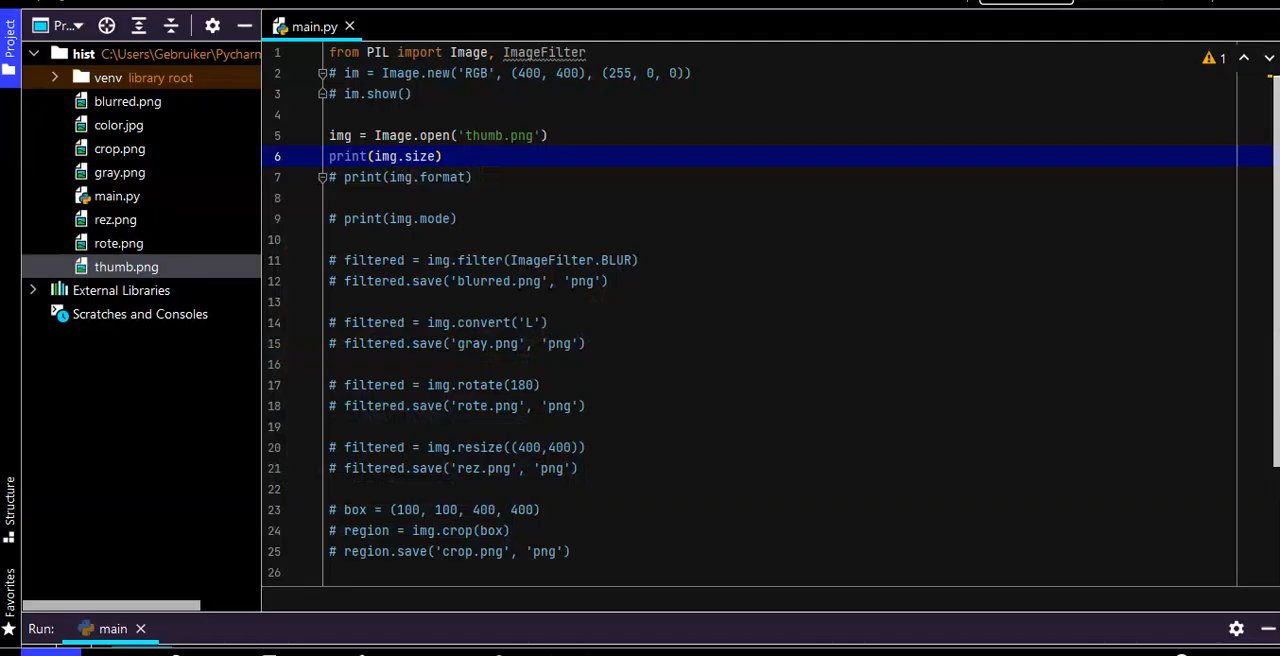 Project
Pr...
main.py
hist C:\Users\Gebruiker\Pycharn
venv library root
blurred.png
color.jpg
crop.png
gray.png
main.py
rez.png
rote.png
thumb.png
External Libraries
Scratches and Consoles
1 from PIL import Image, ImageFilter
2 # im = Image.new('RGB', (400, 400), (255, 0, 0))
3 # im.show()
4
5 img = Image.open('thumb.png')
6 print(img.size)
7 # print(img.format)
8
9 # print(img.mode)
10
11 # filtered = img.filter(ImageFilter.BLUR)
12 # filtered.save('blurred.png', 'png')
13
14 # filtered = img.convert('L')
15 # filtered.save('gray.png', 'png')
16
17 # filtered = img.rotate(180)
18 # filtered.save('rote.png', 'png')
19
20 # filtered = img.resize((400,400))
21 # filtered.save('rez.png', 'png')
22
23 # box = (100, 100, 400, 400)
24 # region = img.crop(box)
25 # region.save('crop.png', 'png')
26
1
Structure
Favorites
Run: main